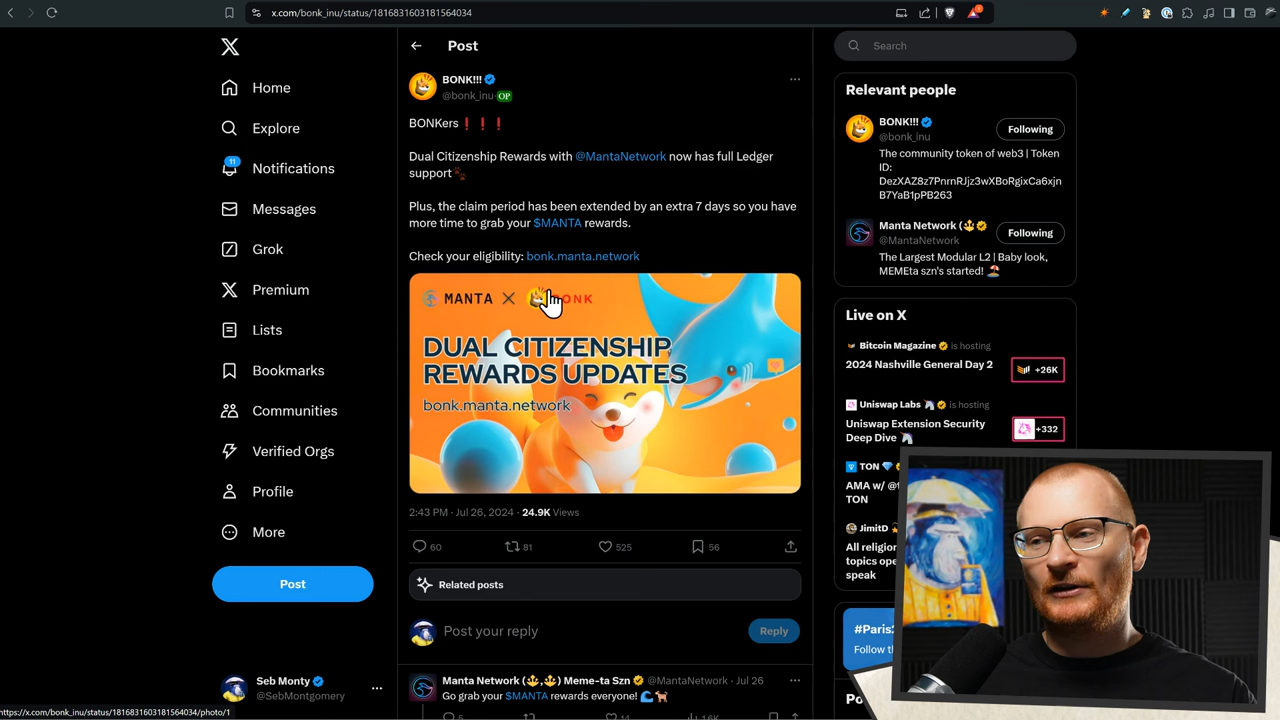 x.com/bonk_inu/status/1816831603181564034
Home
Explore
11
Notifications
Messages
Grok
Premium
Lists
Bookmarks
Communities
Verified Orgs
Profile
More
Post
Seb Monty
@SebMontgomery
https://x.com/bonk_inu/status/1816831603181564034/photo/1
Post
BONK!!!
@bonk_inu· OP
BONKers ❗ ❗ ❗
Dual Citizenship Rewards with @MantaNetwork now has full Ledger
support🐾
Plus, the claim period has been extended by an extra 7 days so you have
more time to grab your $MANTA rewards.
Check your eligibility: bonk.manta.network
MANTA × ONK
DUAL CITIZENSHIP
REWARDS UPDATES
bonk.manta.network
2:43 PM · Jul 26, 2024 · 24.9K Views
60 81 525 56
Related posts
Post your reply
Reply
Manta Network (🔱,🔱) Meme-ta Szn @MantaNetwork · Jul 26
Go grab your $MANTA rewards everyone! 🌊🐕
Search
Relevant people
BONK!!!
@bonk_inu
Following
The community token of web3 | Token
ID:
DezXAZ8z7PnrnRJjz3wXBoRgixCa6xjn
B7YaB1pPB263
Manta Network (🔱
@MantaNetwork
Following
The Largest Modular L2 | Baby look,
MEMEta szn's started! 🏖️
Live on X
Bitcoin Magazine is hosting
2024 Nashville General Day 2
+26K
Uniswap Labs 🦄 is hosting
Uniswap Extension Security
Deep Dive 🦄
+332
TON 💎
AMA w/
TON
JimitD
All religion
topics
speak
#Paris
Follow